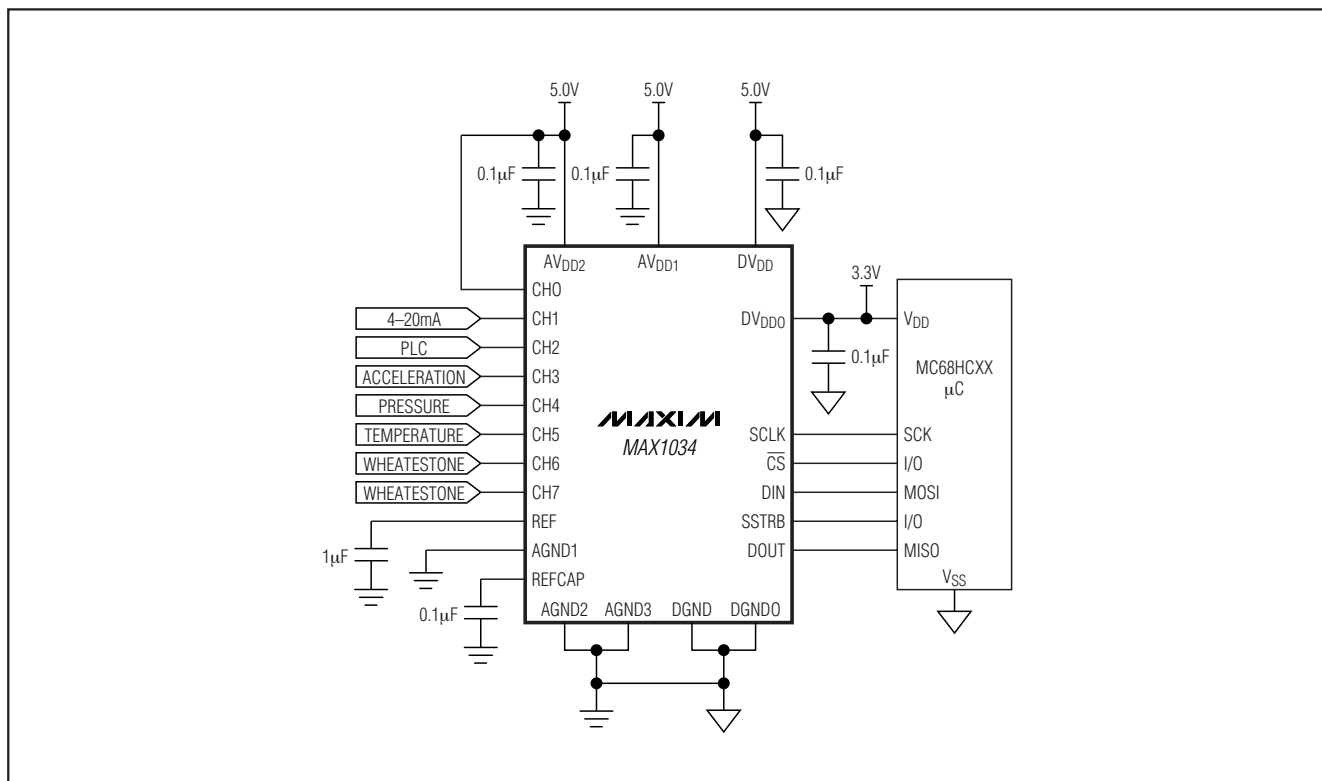 5.0V 5.0V 5.0V
0.1µF 0.1µF 0.1µF
AVDD2 AVDD1 DVDD
3.3V
CH0
4–20mA CH1 DVDDO VDD
PLC CH2
0.1µF
MC68HCXX
µC
ACCELERATION CH3
PRESSURE CH4
MAXIM
MAX1034
TEMPERATURE CH5 SCLK SCK
WHEATESTONE CH6 CS I/O
WHEATESTONE CH7 DIN MOSI
REF SSTRB I/O
1µF
AGND1 DOUT MISO
REFCAP
VSS
0.1µF
AGND2 AGND3 DGND DGNDO